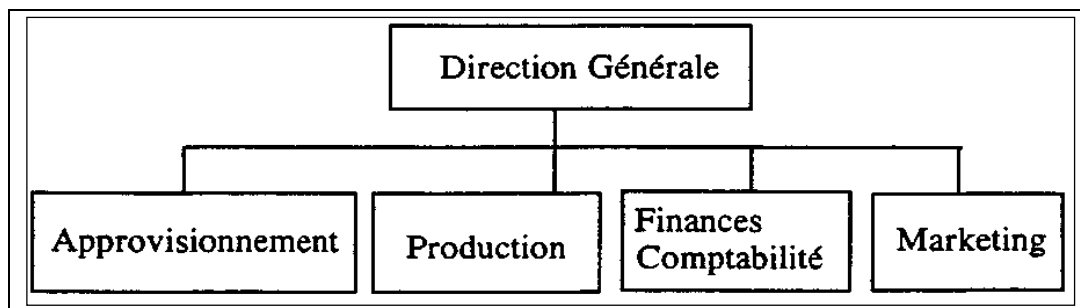 Direction Générale
Approvisionnement
Production
Finances
Comptabilité
Marketing